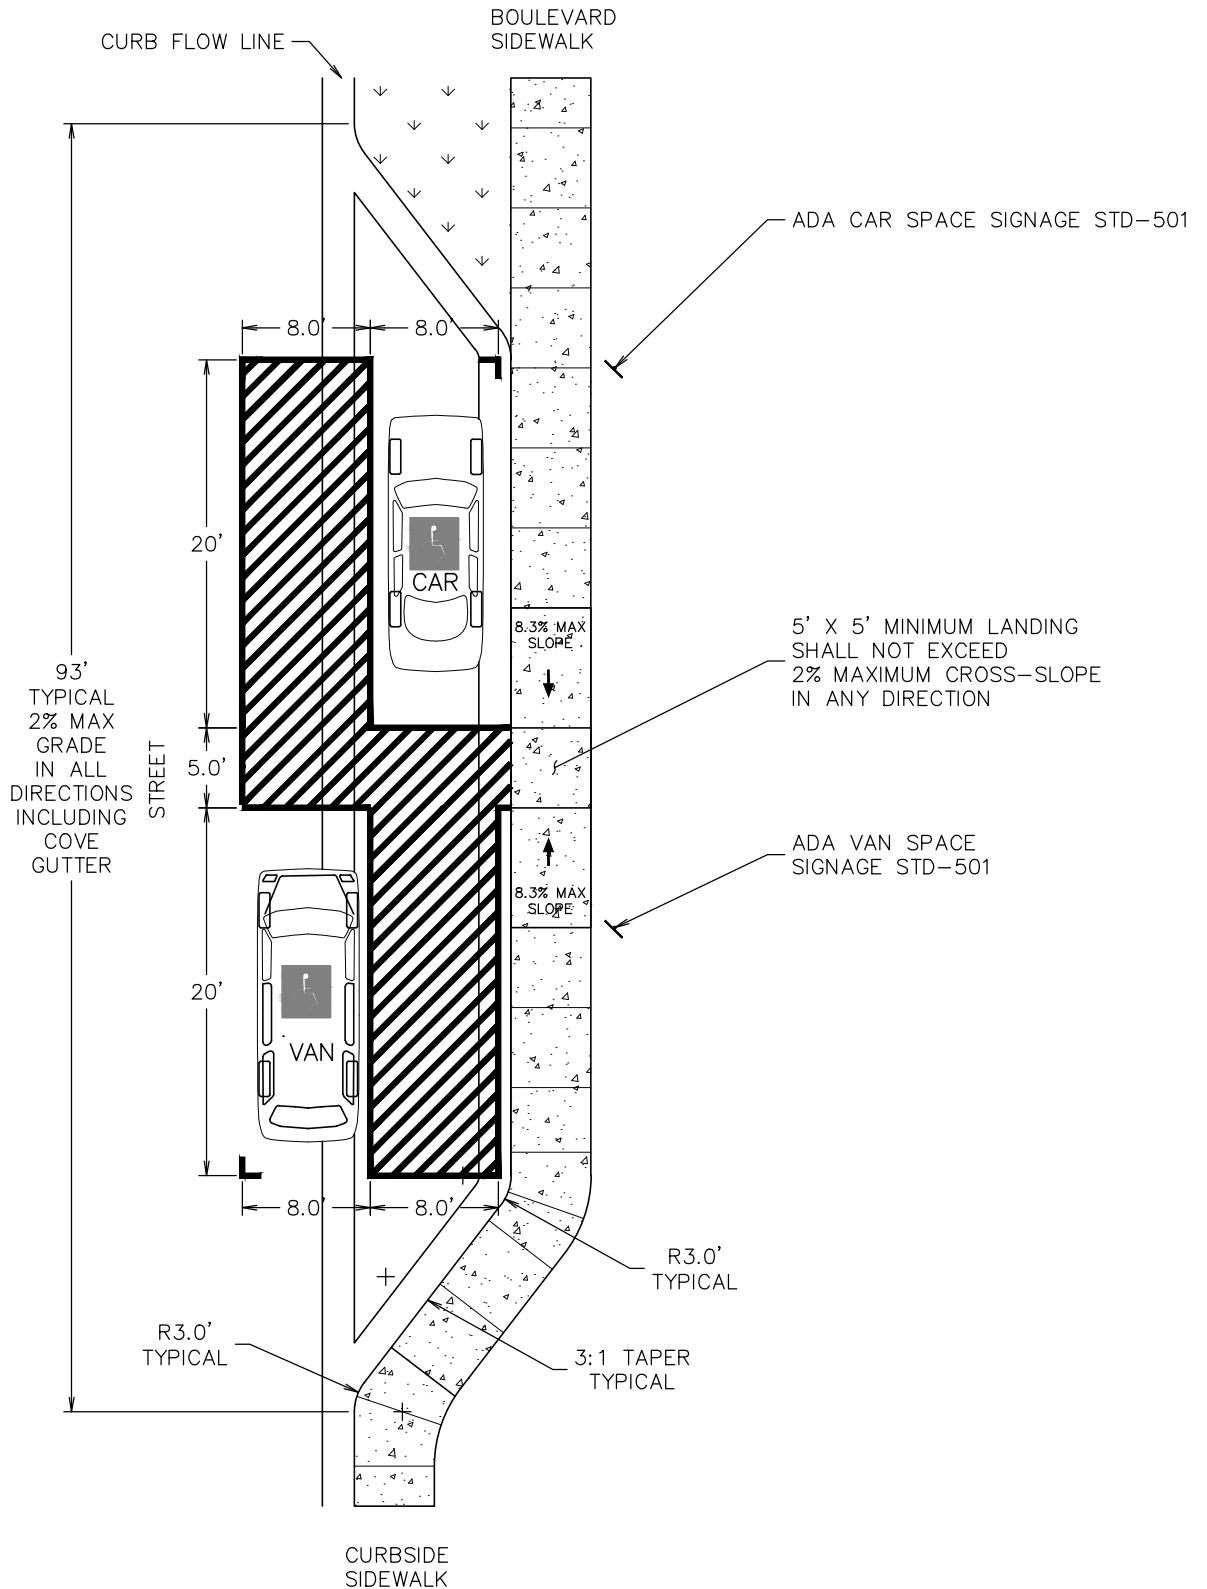 BOULEVARD
SIDEWALK
CURB FLOW LINE
ADA CAR SPACE SIGNAGE STD-501
8.0'
8.0'
20'
CAR
8.3% MAX
SLOPE
5' X 5' MINIMUM LANDING
SHALL NOT EXCEED
2% MAXIMUM CROSS-SLOPE
IN ANY DIRECTION
93'
TYPICAL
2% MAX
GRADE
IN ALL
DIRECTIONS
INCLUDING
COVE
GUTTER
STREET
5.0'
ADA VAN SPACE
SIGNAGE STD-501
8.3% MAX
SLOPE
20'
VAN
8.0'
8.0'
R3.0'
TYPICAL
R3.0'
TYPICAL
3:1 TAPER
TYPICAL
CURBSIDE
SIDEWALK